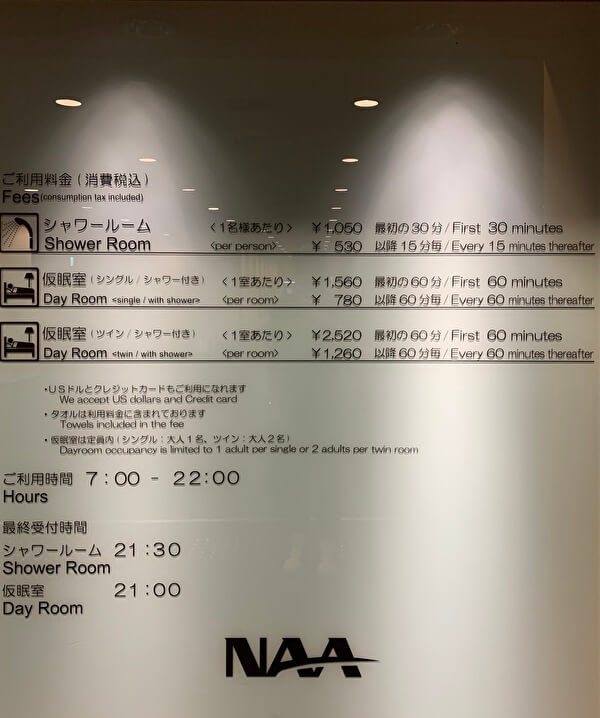 ご利用料金(消費税込)
Fees(consumption tax included)
シャワールーム <1名様あたり> ¥1,050 最初の30分/First 30 minutes
Shower Room <per person> ¥ 530 以降15分毎/Every 15 minutes thereafter
仮眠室(シングル/シャワー付き) <1室あたり> ¥1,560 最初の60分/First 60 minutes
Day Room <single / with shower> <per room> ¥ 780 以降60分毎/Every 60 minutes thereafter
仮眠室(ツイン/シャワー付き) <1室あたり> ¥2,520 最初の60分/First 60 minutes
Day Room <twin / with shower> <per room> ¥1,260 以降60分毎/Every 60 minutes thereafter
・USドルとクレジットカードもご利用になれます
We accept US dollars and Credit card
・タオルは利用料金に含まれております
Towels included in the fee
・仮眠室は定員内(シングル:大人1名、ツイン:大人2名)
Dayroom occupancy is limited to 1 adult per single or 2 adults per twin room
ご利用時間 7:00 - 22:00
Hours
最終受付時間
シャワールーム 21:30
Shower Room
仮眠室 21:00
Day Room
NAA